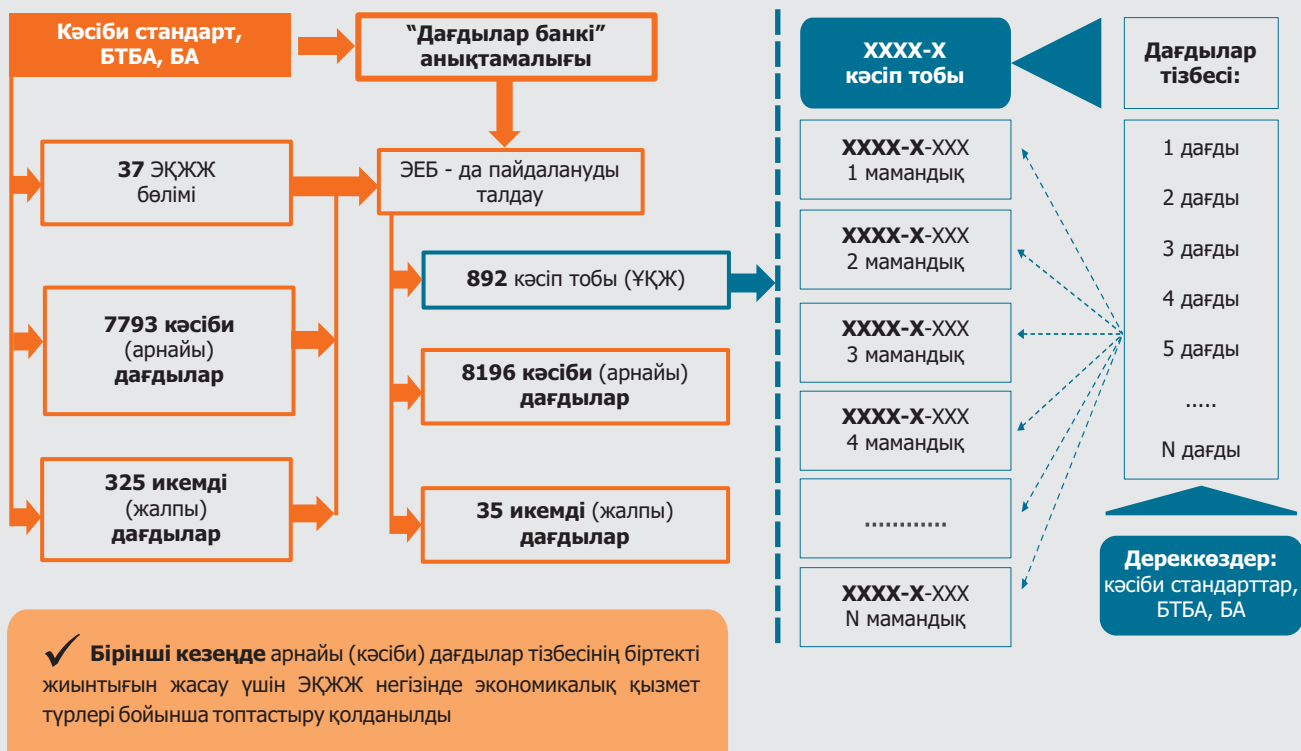 Кәсіби стандарт,
БТБА, БА
“Дағдылар банкі”
анықтамалығы
37 ЭҚЖЖ
бөлімі
ЭЕБ - да пайдалануды
талдау
892 кәсіп тобы (ҰҚЖ)
7793 кәсіби
(арнайы)
дағдылар
8196 кәсіби (арнайы)
дағдылар
325 икемді
(жалпы)
дағдылар
35 икемді (жалпы)
дағдылар
✓ Бірінші кезеңде арнайы (кәсіби) дағдылар тізбесінің біртекті
жиынтығын жасау үшін ЭҚЖЖ негізінде экономикалық қызмет
түрлері бойынша топтастыру қолданылды
XXXX-X
кәсіп тобы
XXXX-X-XXX
1 мамандық
XXXX-X-XXX
2 мамандық
XXXX-X-XXX
3 мамандық
XXXX-X-XXX
4 мамандық
............
XXXX-X-XXX
N мамандық
Дағдылар
тізбесі:
1 дағды
2 дағды
3 дағды
4 дағды
5 дағды
.....
N дағды
Дереккөздер:
кәсіби стандарттар,
БТБА, БА